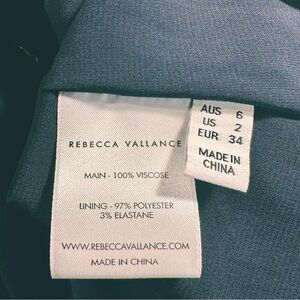 REBECCA VALLANCE
MAIN - 100% VISCOSE
LINING - 97% POLYESTER
3% ELASTANE
WWW.REBECCAVALLANCE.COM
MADE IN CHINA
AUS 6
US 2
EUR 34
MADE IN
CHINA